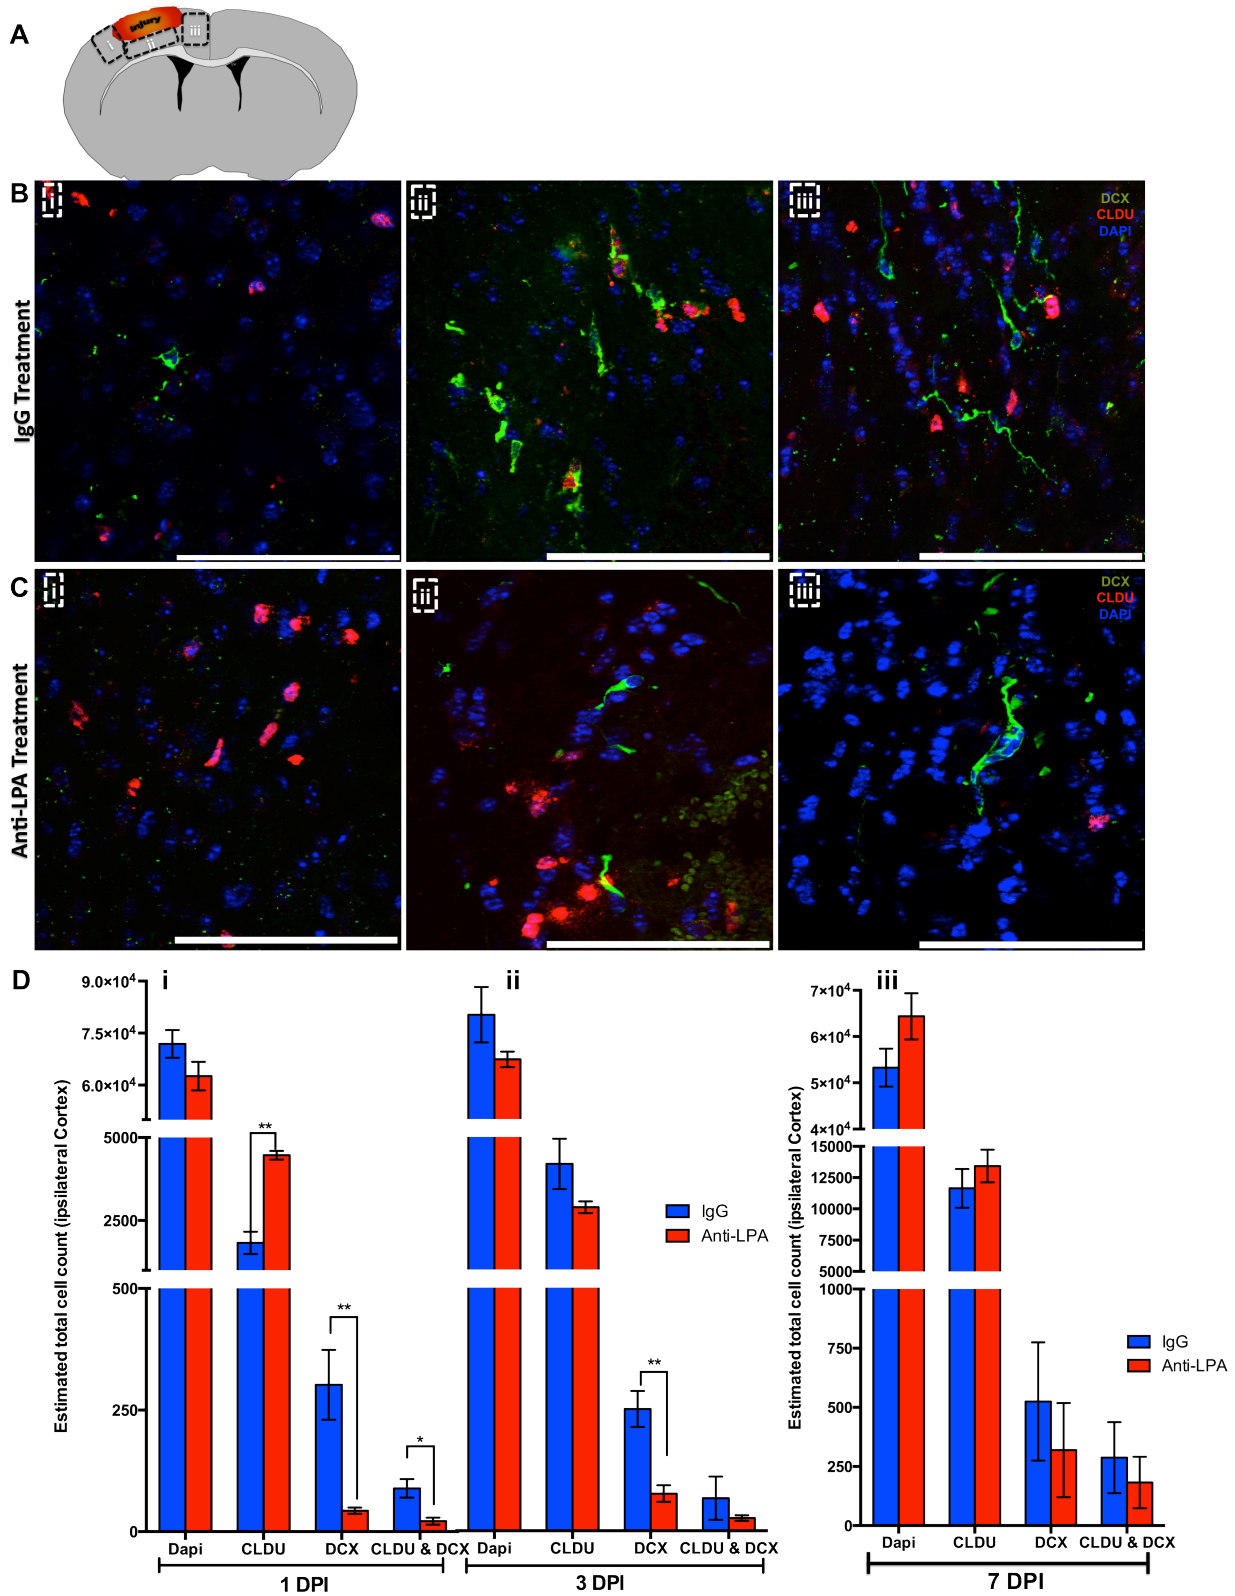 A
Injury
i
ii
iii
B
IgG Treatment
i
ii
iii
DCX
CLDU
DAPI
C
Anti-LPA Treatment
i
ii
iii
DCX
CLDU
DAPI
D
i
ii
iii
Estimated total cell count (ipsilateral Cortex)
9.0×10⁴
7.5×10⁴
6.0×10⁴
5000
2500
500
250
0
**
**
*
**
IgG
Anti-LPA
Dapi
CLDU
DCX
CLDU & DCX
Dapi
CLDU
DCX
CLDU & DCX
1 DPI
3 DPI
Estimated total cell count (ipsilateral Cortex)
7×10⁴
6×10⁴
5×10⁴
4×10⁴
15000
12500
10000
7500
5000
1000
750
500
250
0
IgG
Anti-LPA
Dapi
CLDU
DCX
CLDU & DCX
7 DPI